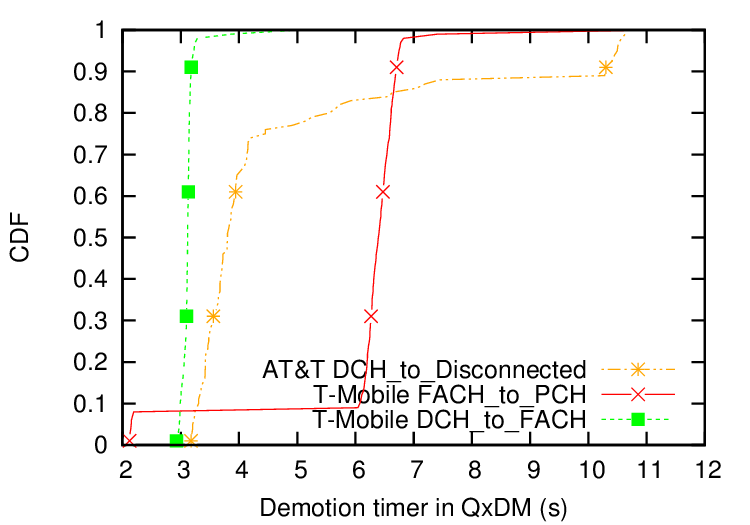 1
0.9
0.8
0.7
0.6
0.5
0.4
0.3
0.2
0.1
0
CDF
AT&T DCH_to_Disconnected
T-Mobile FACH_to_PCH
T-Mobile DCH_to_FACH
2 3 4 5 6 7 8 9 10 11 12
Demotion timer in QxDM (s)